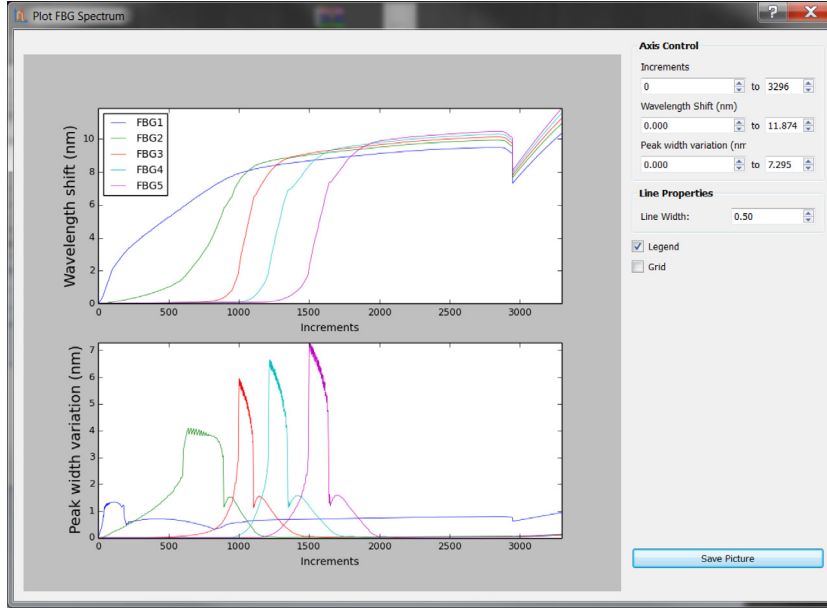 Plot FBG Spectrum
?
X
Wavelength shift (nm)
10
8
6
4
2
0
FBG1
FBG2
FBG3
FBG4
FBG5
0 500 1000 1500 2000 2500 3000
Increments
Peak width variation (nm)
7
6
5
4
3
2
1
0
0 500 1000 1500 2000 2500 3000
Increments
Axis Control
Increments
0 to 3296
Wavelength Shift (nm)
0.000 to 11.874
Peak width variation (nm
0.000 to 7.295
Line Properties
Line Width: 0.50
Legend
Grid
Save Picture